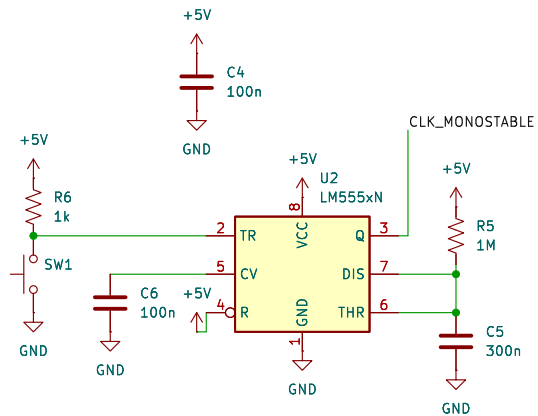 +5V
C4
100n
GND
CLK_MONOSTABLE
+5V
R6
1k
SW1
GND
+5V
U2
LM555xN
8
VCC
2
TR
Q
3
5
CV
DIS
7
4
R
THR
6
GND
1
GND
C6
100n
GND
+5V
+5V
R5
1M
C5
300n
GND